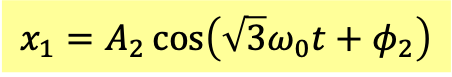 x₁ = A₂ cos(√3ω₀t + ϕ₂)